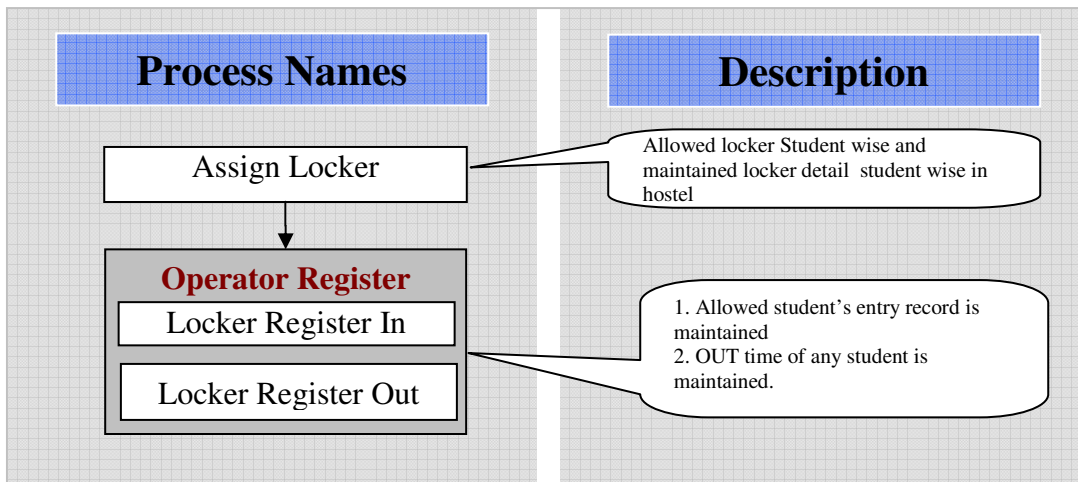 Process Names
Description
Assign Locker
Allowed locker Student wise and
maintained locker detail student wise in
hostel
Operator Register
Locker Register In
Locker Register Out
1. Allowed student’s entry record is
maintained
2. OUT time of any student is
maintained.